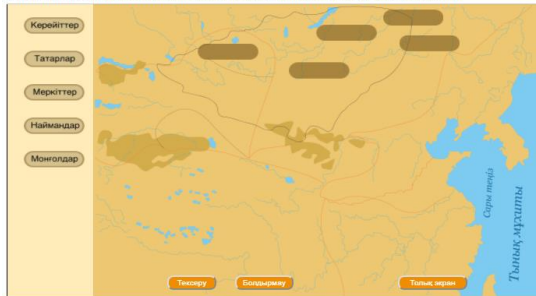 Керейіттер
Татарлар
Меркіттер
Наймандар
Монголдар
Сары теңіз
Тынық мұхиты
Тексеру
Болдырмау
Толық экран